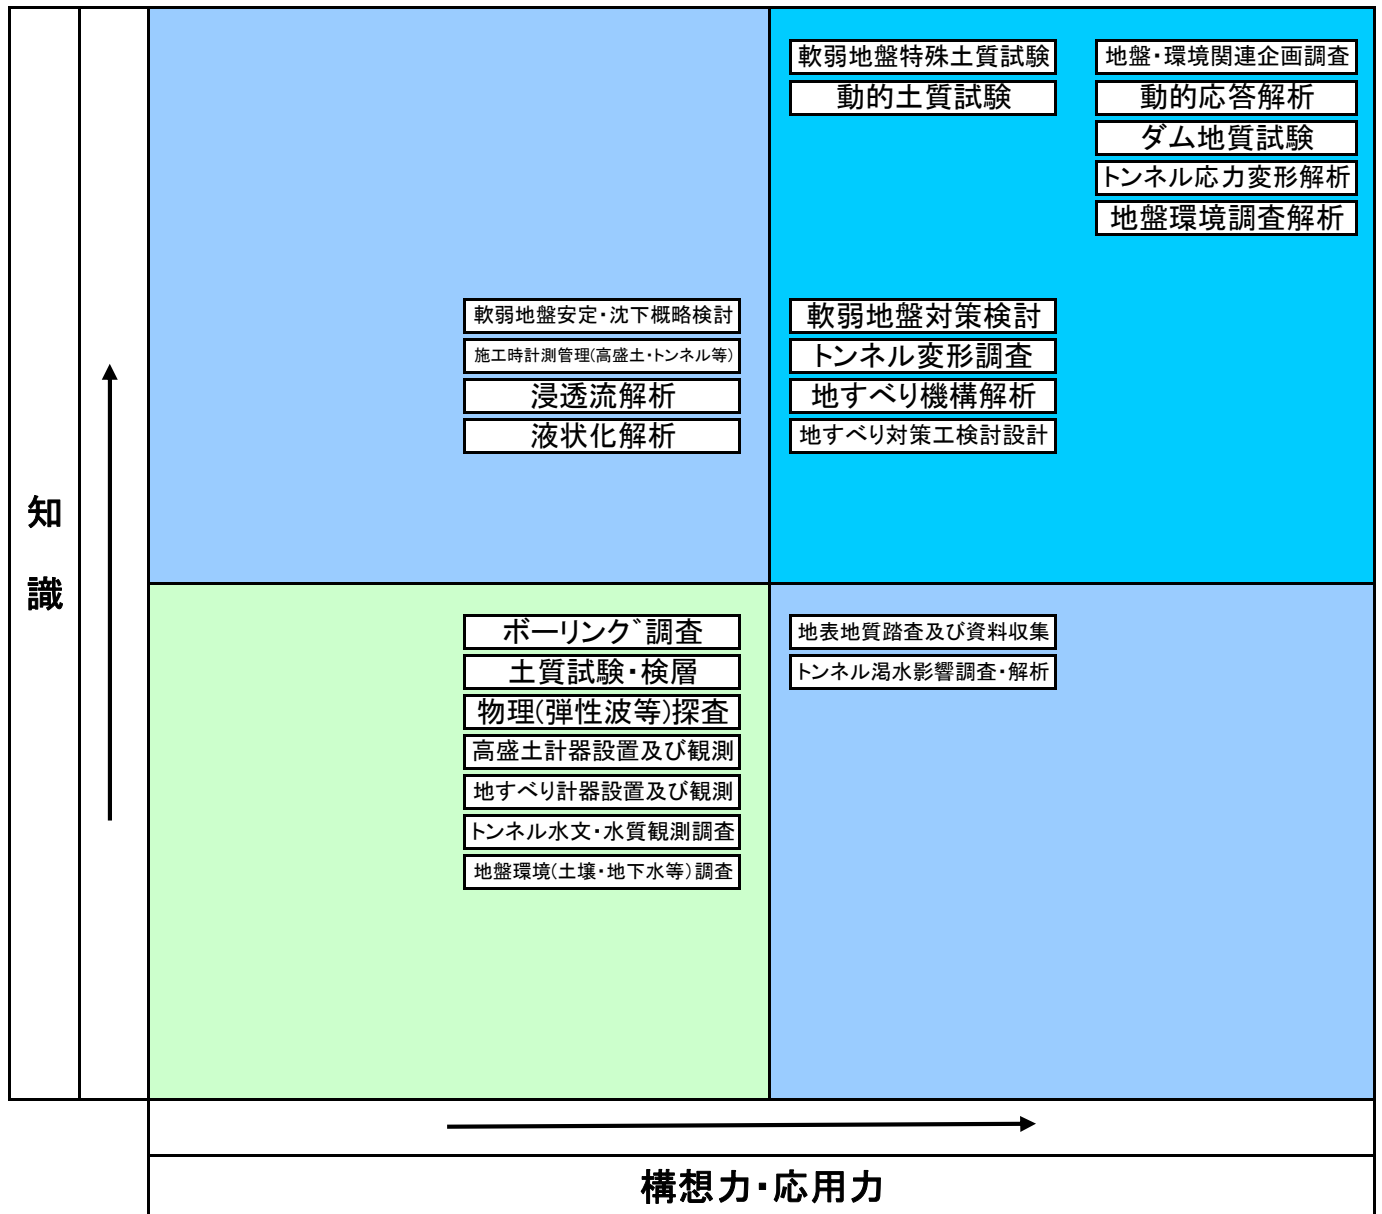 軟弱地盤特殊土質試験
動的土質試験
地盤・環境関連企画調査
動的応答解析
ダム地質試験
トンネル応力変形解析
地盤環境調査解析
軟弱地盤安定・沈下概略検討
施工時計測管理(高盛土・トンネル等)
浸透流解析
液状化解析
軟弱地盤対策検討
トンネル変形調査
地すべり機構解析
地すべり対策工検討設計
知
識
ボーリング゛調査
土質試験・検層
物理(弾性波等)探査
高盛土計器設置及び観測
地すべり計器設置及び観測
トンネル水文・水質観測調査
地盤環境(土壌・地下水等)調査
地表地質踏査及び資料収集
トンネル渇水影響調査・解析
構想力・応用力